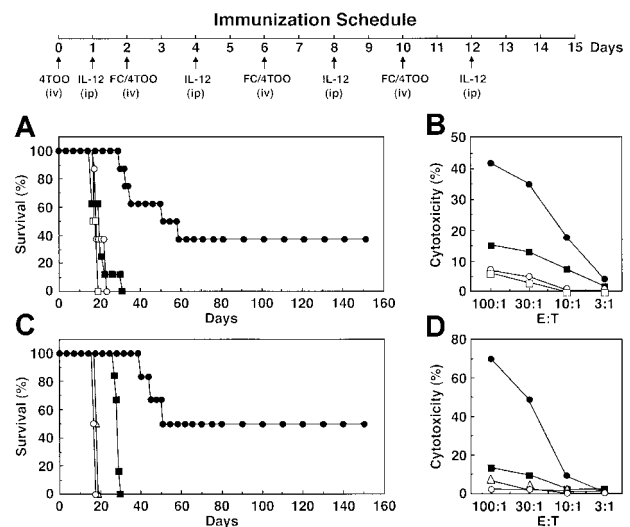 Immunization Schedule
0 1 2 3 4 5 6 7 8 9 10 11 12 13 14 15 Days
4TOO IL-12 FC/4TOO IL-12 FC/4TOO IL-12 FC/4TOO IL-12
(iv) (ip) (iv) (ip) (iv) (ip) (iv) (ip)
A
Survival (%)
100
80
60
40
20
0
0 20 40 60 80 100 120 140 160
Days
B
Cytotoxicity (%)
50
40
30
20
10
0
100:1 30:1 10:1 3:1
E:T
C
Survival (%)
100
80
60
40
20
0
0 20 40 60 80 100 120 140 160
Days
D
Cytotoxicity (%)
80
60
40
20
0
100:1 30:1 10:1 3:1
E:T